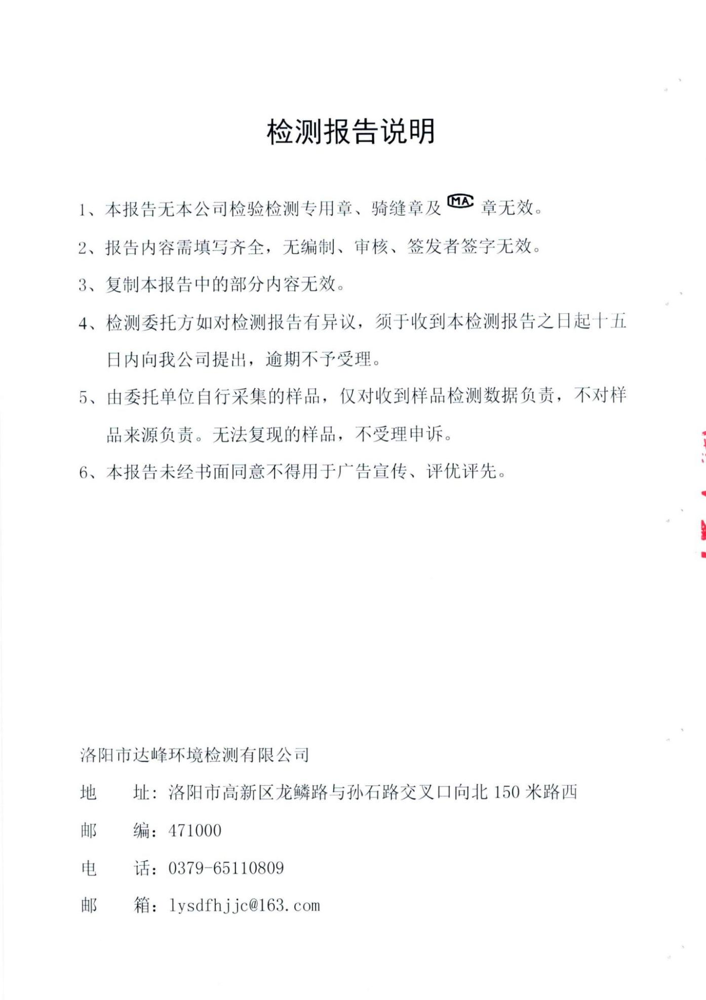 检测报告说明
1、本报告无本公司检验检测专用章、骑缝章及 MA 章无效。
2、报告内容需填写齐全，无编制、审核、签发者签字无效。
3、复制本报告中的部分内容无效。
4、检测委托方如对检测报告有异议，须于收到本检测报告之日起十五
日内向我公司提出，逾期不予受理。
5、由委托单位自行采集的样品，仅对收到样品检测数据负责，不对样
品来源负责。无法复现的样品，不受理申诉。
6、本报告未经书面同意不得用于广告宣传、评优评先。
洛阳市达峰环境检测有限公司
地　　址：洛阳市高新区龙鳞路与孙石路交叉口向北 150 米路西
邮　　编：471000
电　　话：0379-65110809
邮　　箱：lysdfhjjc@163.com